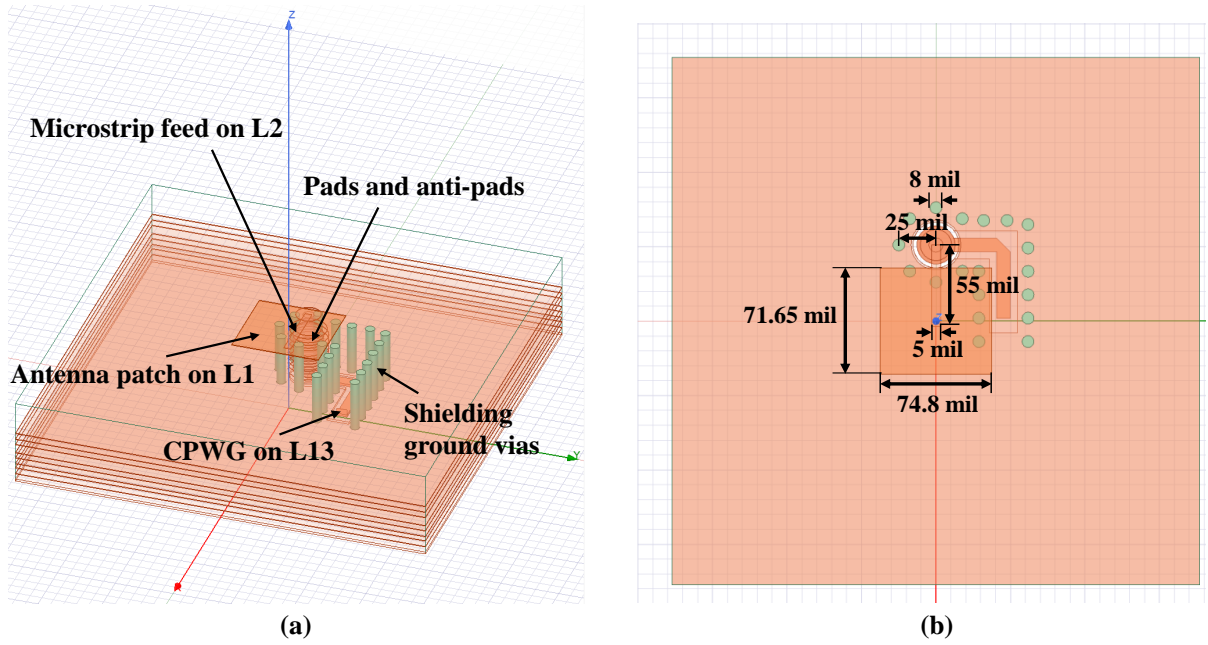 Z
Microstrip feed on L2
Pads and anti-pads
Antenna patch on L1
Shielding
ground vias
CPWG on L13
Y
(a)
8 mil
25 mil
55 mil
71.65 mil
5 mil
74.8 mil
(b)